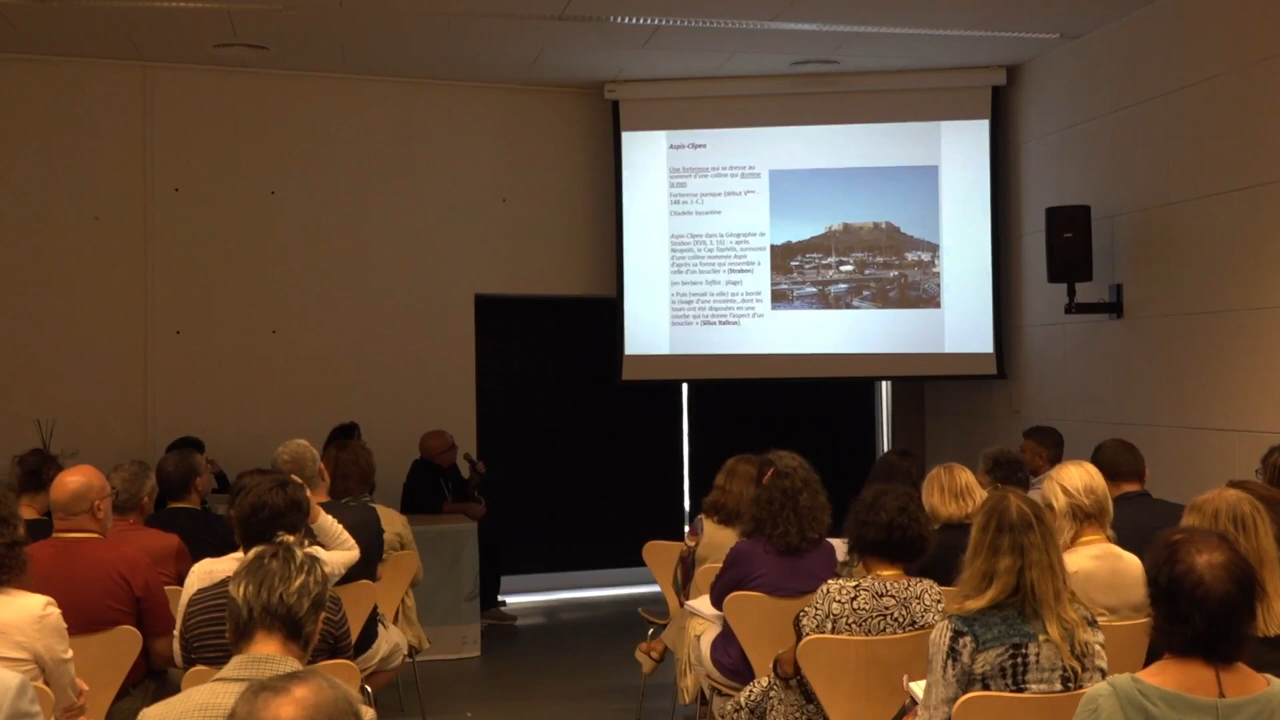 Aspis-Clipea
Une forteresse qui se dresse au
sommet d'une colline qui domine
la mer
Forteresse punique (début Vème -
148 av. J.-C.)
Citadelle byzantine
Aspis-Clipea dans la Géographie de
Strabon (XVII, 3, 16) : « après
Neapolis, le Cap Taphitis, surmonté
d'une colline nommée Aspis
d'après sa forme qui ressemble à
celle d'un bouclier » (Strabon)
(en berbère : plage)
« Puis (venait la ville) qui a bordé
le rivage d'une enceinte...dont les
tours ont été disposées en une
courbe qui lui donne l'aspect d'un
bouclier » (Silius Italicus)